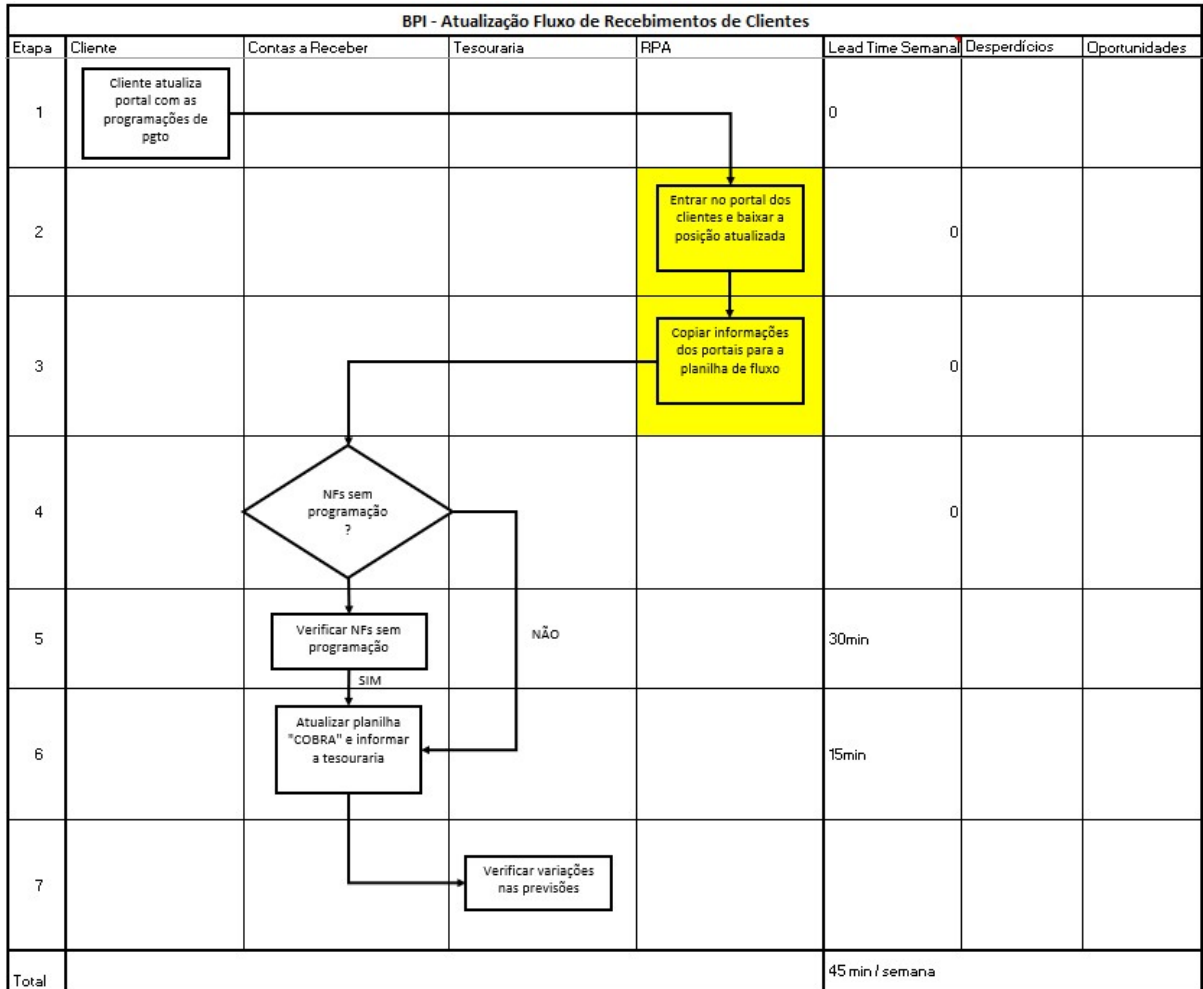 BPI - Atualização Fluxo de Recebimentos de Clientes
Etapa Cliente Contas a Receber Tesouraria RPA Lead Time Semanal Desperdícios Oportunidades
1
Cliente atualiza
portal com as
programações de
pgto
0
2
Entrar no portal dos
clientes e baixar a
posição atualizada
0
3
Copiar informações
dos portais para a
planilha de fluxo
0
4
NFs sem
programação
?
0
5
Verificar NFs sem
programação
NÃO
30min
SIM
6
Atualizar planilha
"COBRA" e informar
a tesouraria
15min
7
Verificar variações
nas previsões
Total
45 min / semana